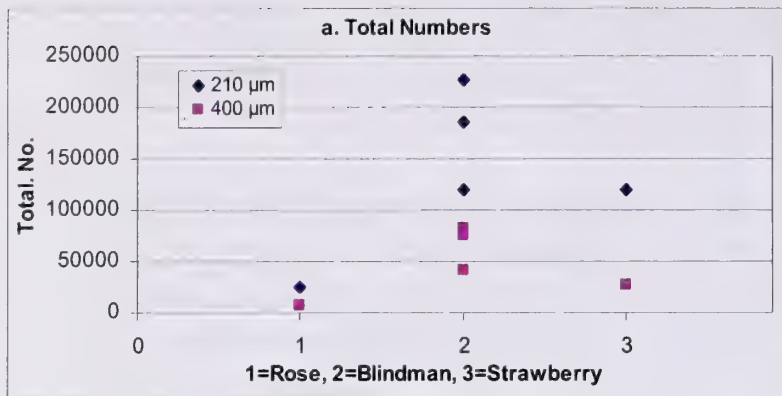 a. Total Numbers
250000
200000
150000
100000
50000
0
Total. No.
210 µm
400 µm
0 1 2 3
1=Rose, 2=Blindman, 3=Strawberry